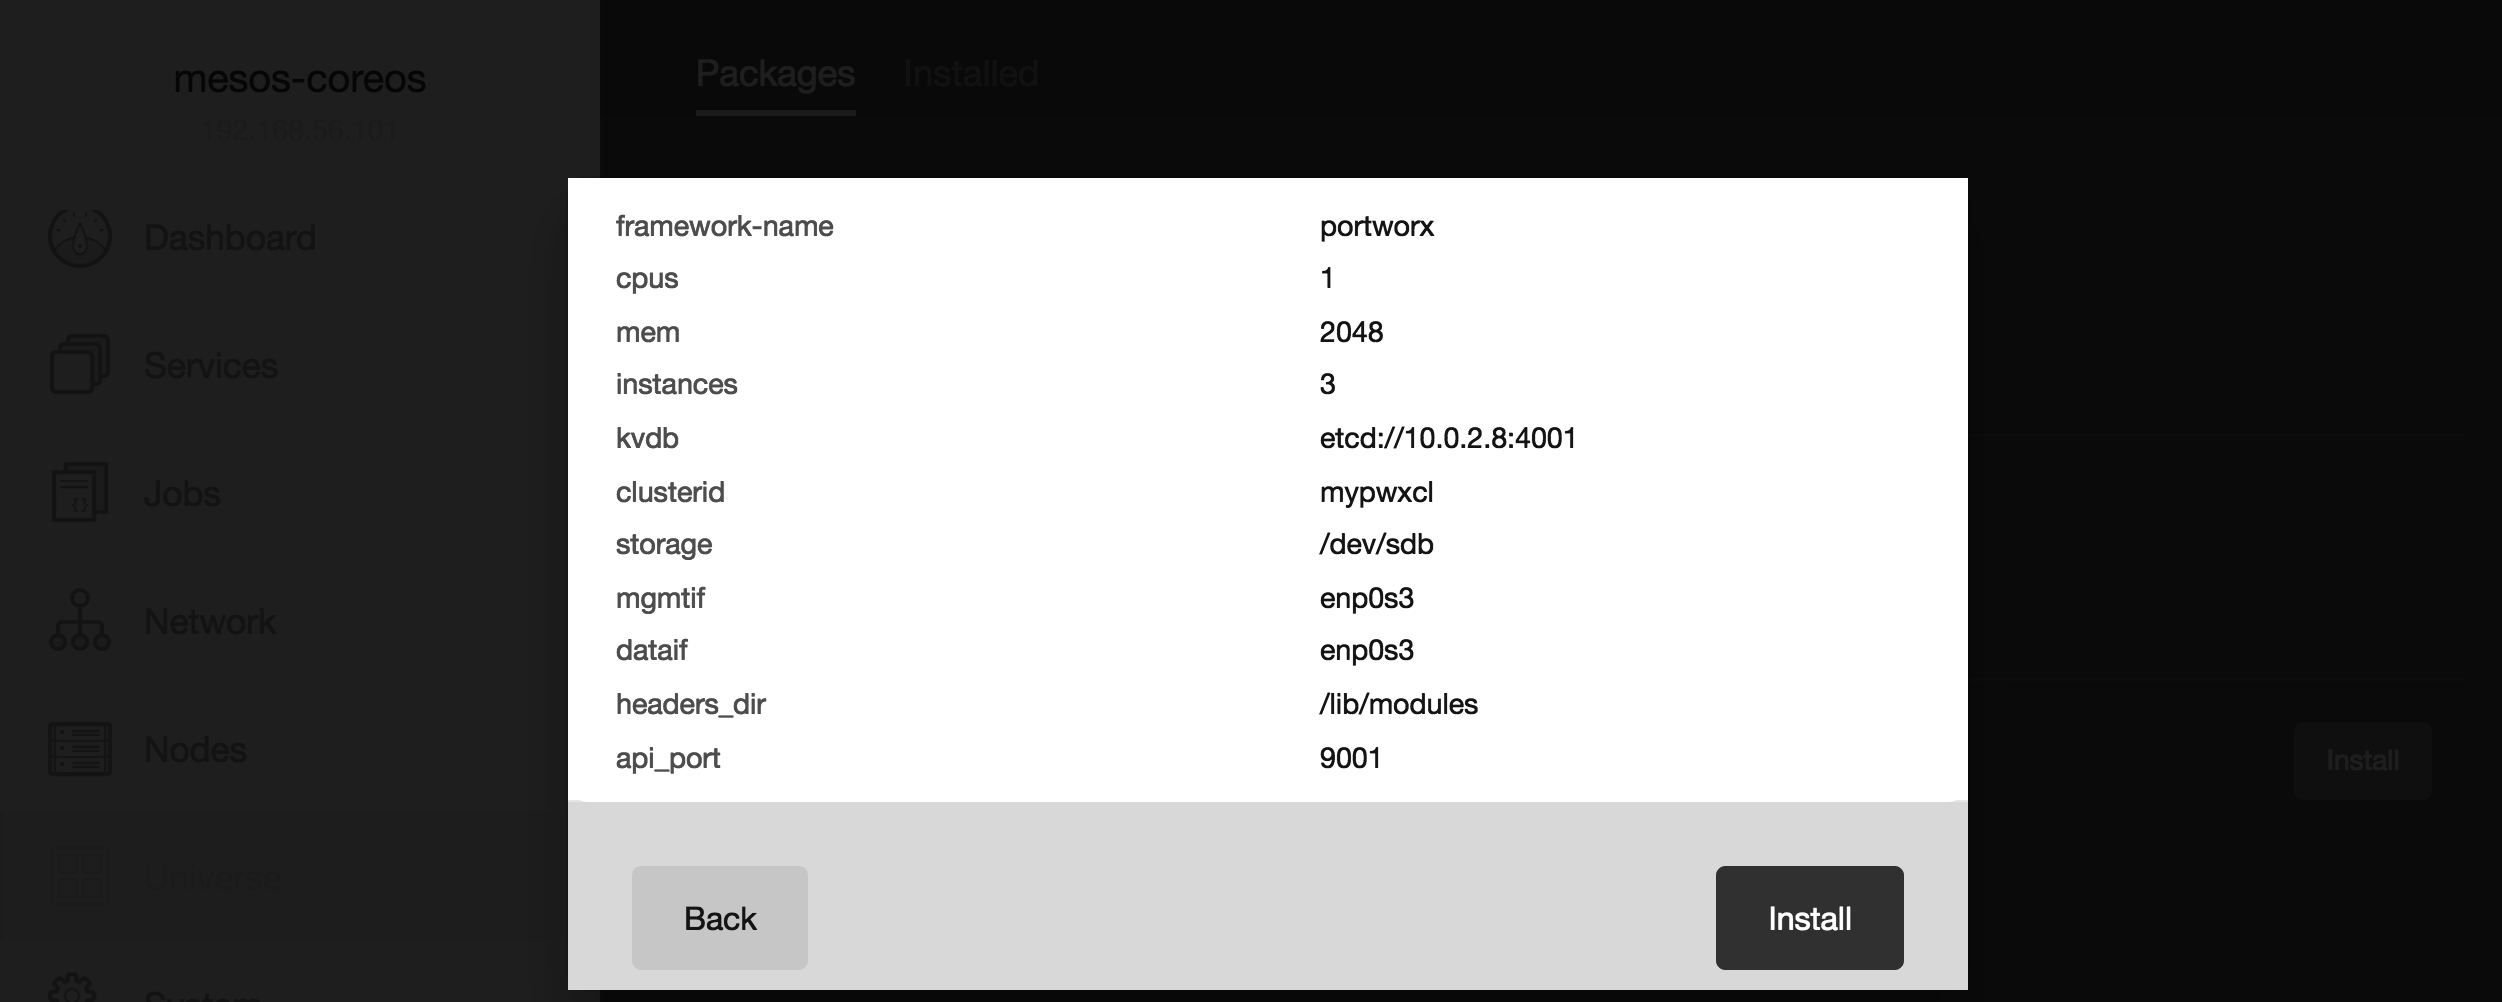 mesos-coreos
192.168.56.101
Dashboard
Services
Jobs
Network
Nodes
Universe
System
Packages Installed
framework-name portworx
cpus 1
mem 2048
instances 3
kvdb etcd://10.0.2.8:4001
clusterid mypwxcl
storage /dev/sdb
mgmtif enp0s3
dataif enp0s3
headers_dir /lib/modules
api_port 9001
Install
Back Install